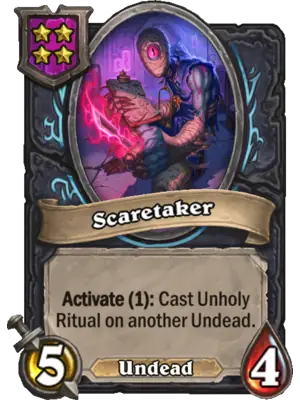 Scaretaker
Activate (1): Cast Unholy
Ritual on another Undead.
5
Undead
4